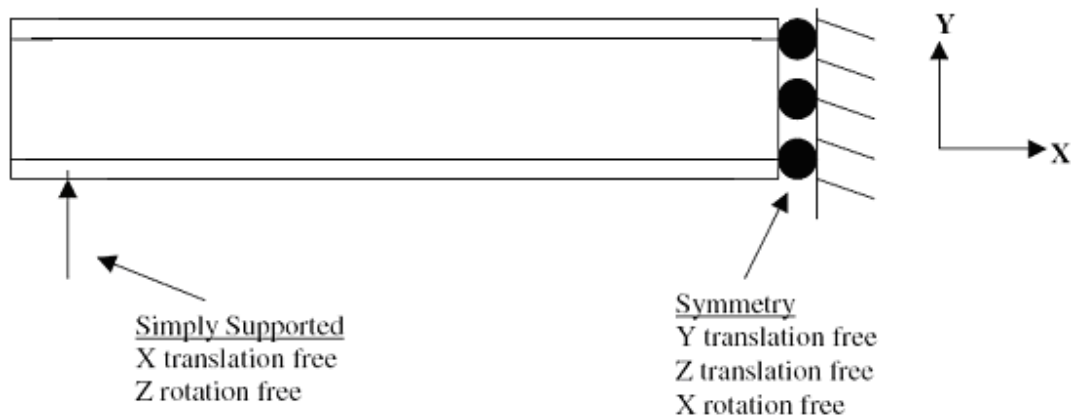 Y
X
Simply Supported
X translation free
Z rotation free
Symmetry
Y translation free
Z translation free
X rotation free